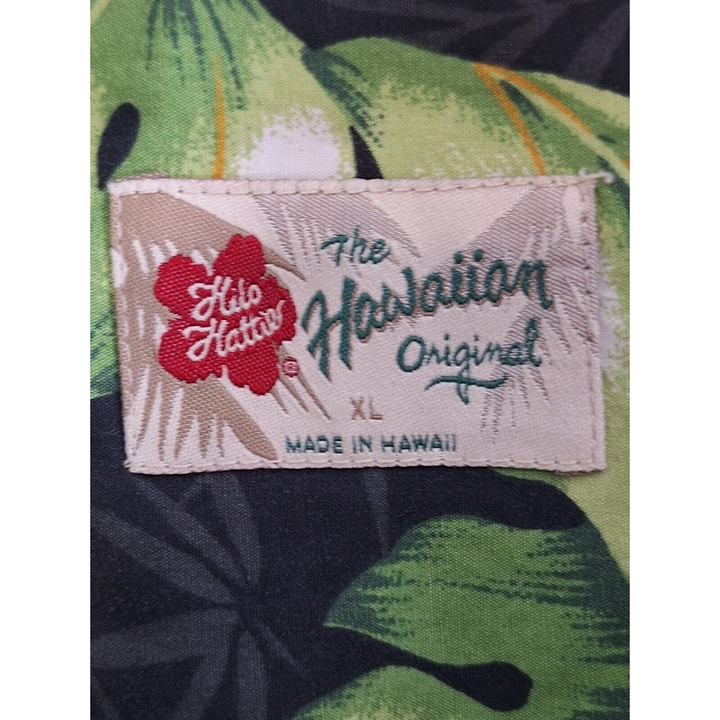 Hilo
Hattie's
®
The
Hawaiian
Original
XL
MADE IN HAWAII